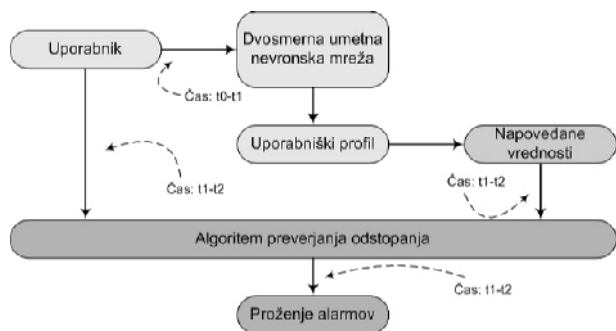 Uporabnik
Dvosmerna umetna
nevronska mreža
Čas: t0-t1
Uporabniški profil
Napovedane
vrednosti
Čas: t1-t2
Čas: t1-t2
Algoritem preverjanja odstopanja
Čas: t1-t2
Proženje alarmov